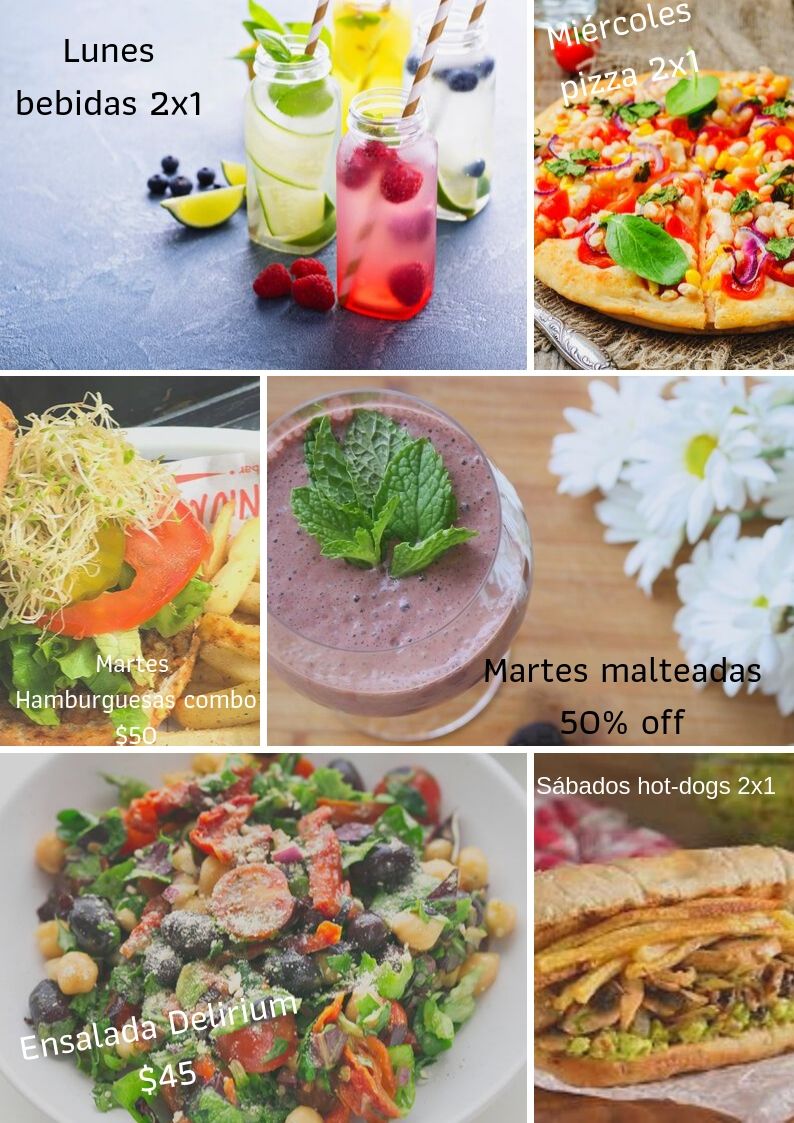 Lunes
bebidas 2x1
Miércoles
pizza 2x1
Martes
Hamburguesas combo
$50
Martes malteadas
50% off
Ensalada Delirium
$45
Sábados hot-dogs 2x1